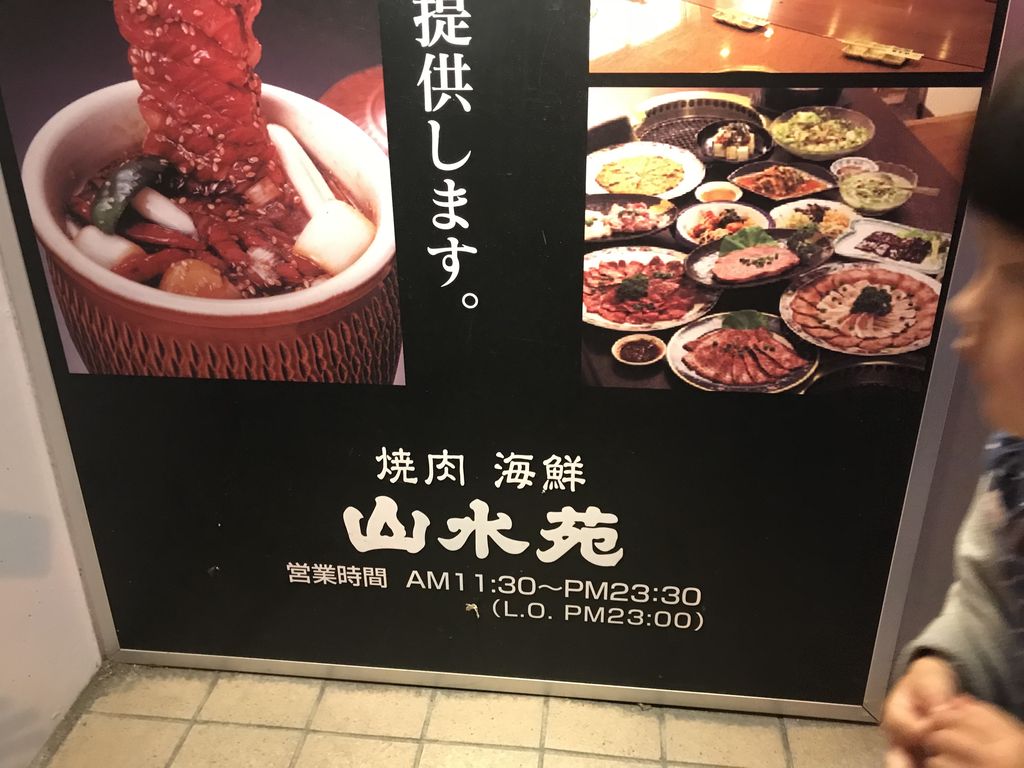 提供します。
焼肉 海鮮
山水苑
営業時間 AM11:30～PM23:30
(L.O. PM23:00)